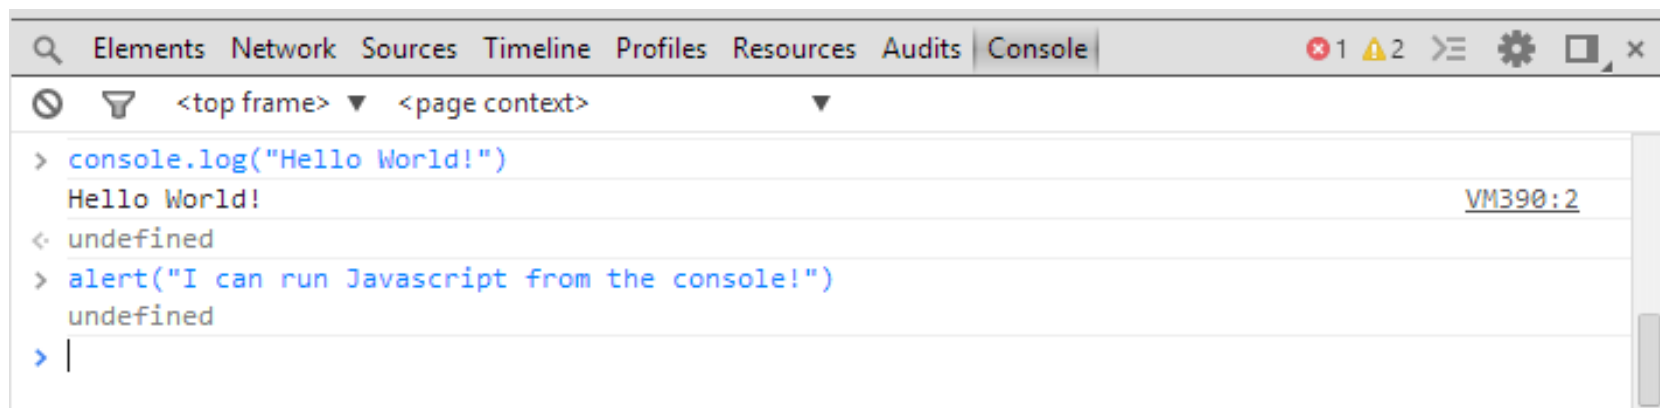 Elements Network Sources Timeline Profiles Resources Audits Console 1 2
<top frame> <page context>
> console.log("Hello World!")
Hello World! VM390:2
undefined
> alert("I can run Javascript from the console!")
undefined
>